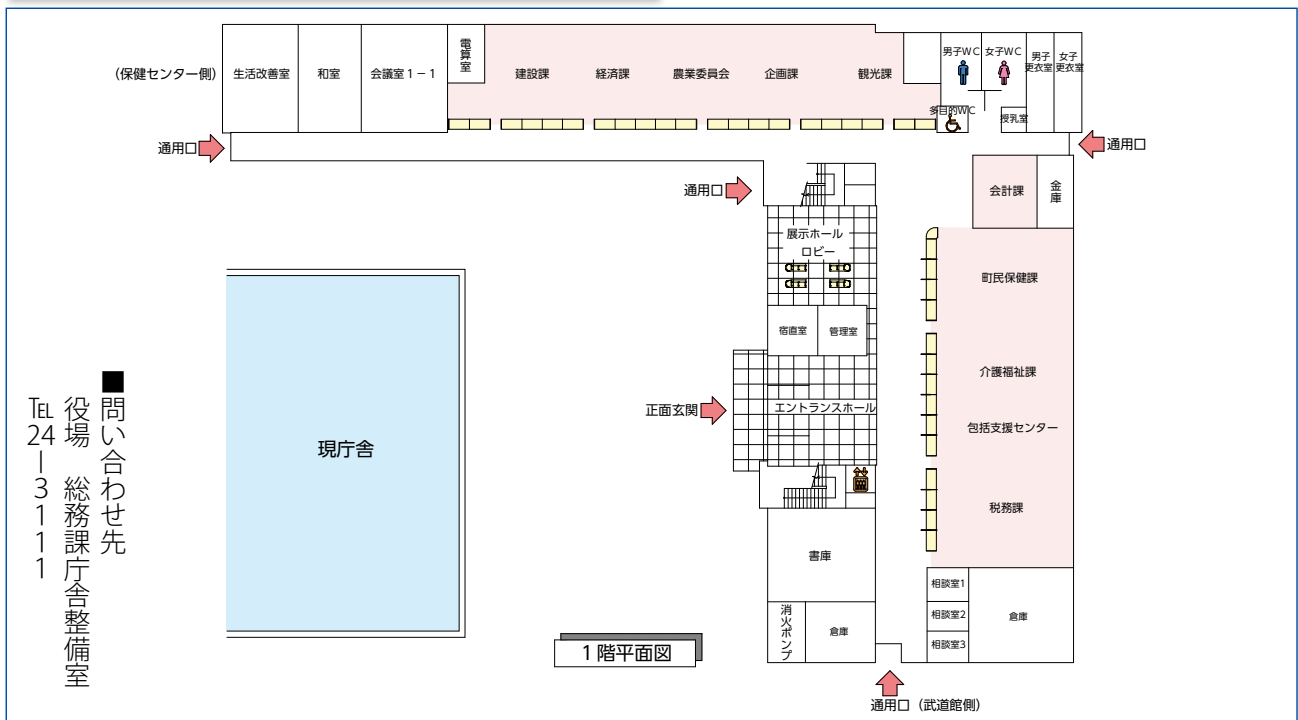 (保健センター側)
生活改善室
和室
会議室1-1
電算室
建設課
経済課
農業委員会
企画課
観光課
男子WC
女子WC
男子更衣室
女子更衣室
多目的WC
授乳室
通用口
通用口
通用口
会計課
金庫
展示ホール
ロビー
町民保健課
宿直室
管理室
介護福祉課
正面玄関
エントランスホール
包括支援センター
現庁舎
税務課
書庫
相談室1
相談室2
相談室3
倉庫
消火ポンプ
倉庫
1階平面図
通用口(武道館側)
■問い合わせ先
役場 総務課庁舎整備室
℡24―3111